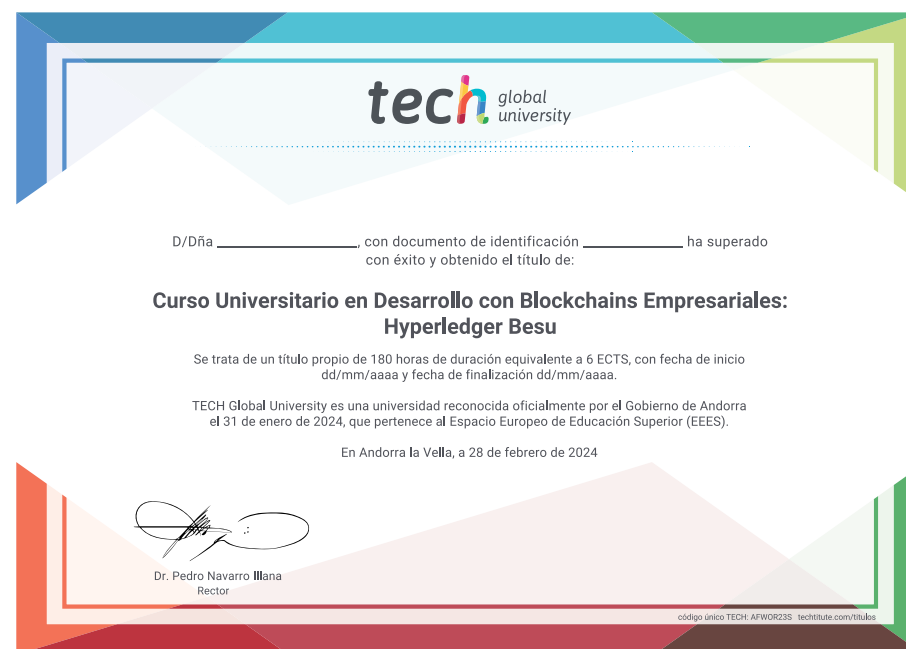 tech global university
D/Dña ________________, con documento de identificación ____________ ha superado
con éxito y obtenido el título de:
Curso Universitario en Desarrollo con Blockchains Empresariales:
Hyperledger Besu
Se trata de un título propio de 180 horas de duración equivalente a 6 ECTS, con fecha de inicio
dd/mm/aaaa y fecha de finalización dd/mm/aaaa.
TECH Global University es una universidad reconocida oficialmente por el Gobierno de Andorra
el 31 de enero de 2024, que pertenece al Espacio Europeo de Educación Superior (EEES).
En Andorra la Vella, a 28 de febrero de 2024
Dr. Pedro Navarro Illana
Rector
código único TECH: AFWOR23S techtitute.com/titulos